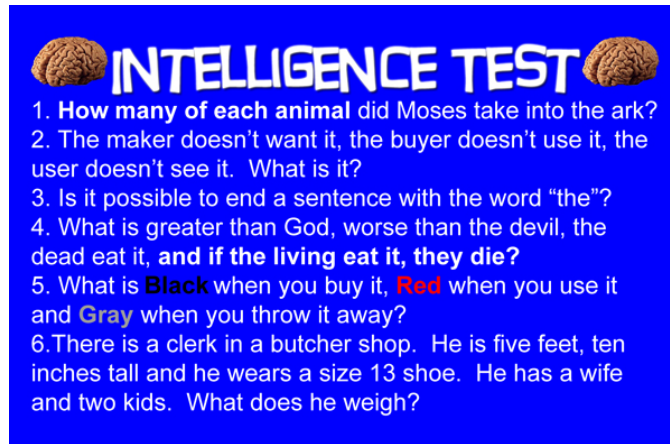 INTELLIGENCE TEST
1. How many of each animal did Moses take into the ark?
2. The maker doesn't want it, the buyer doesn't use it, the
user doesn't see it.  What is it?
3. Is it possible to end a sentence with the word “the”?
4. What is greater than God, worse than the devil, the
dead eat it, and if the living eat it, they die?
5. What is Black when you buy it, Red when you use it
and Gray when you throw it away?
6.There is a clerk in a butcher shop.  He is five feet, ten
inches tall and he wears a size 13 shoe.  He has a wife
and two kids.  What does he weigh?